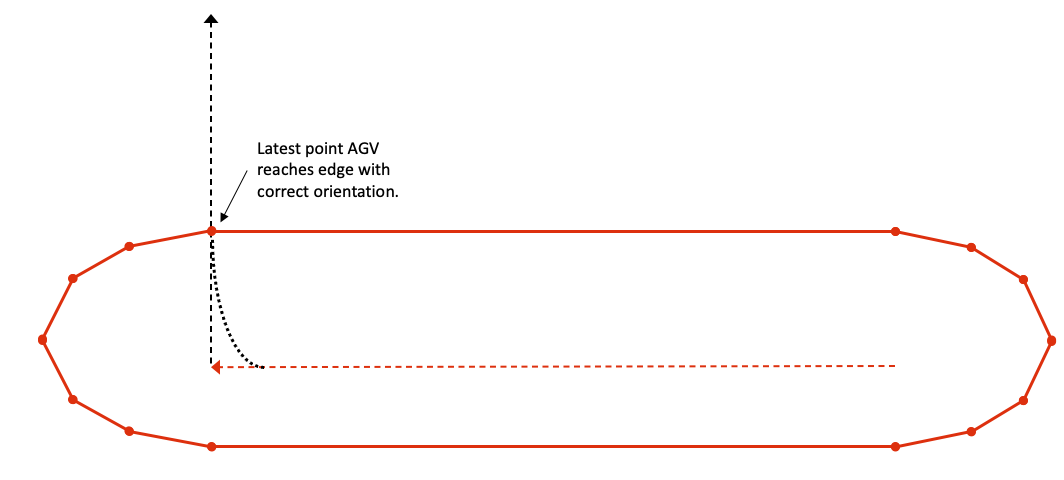 Latest point AGV
reaches edge with
correct orientation.